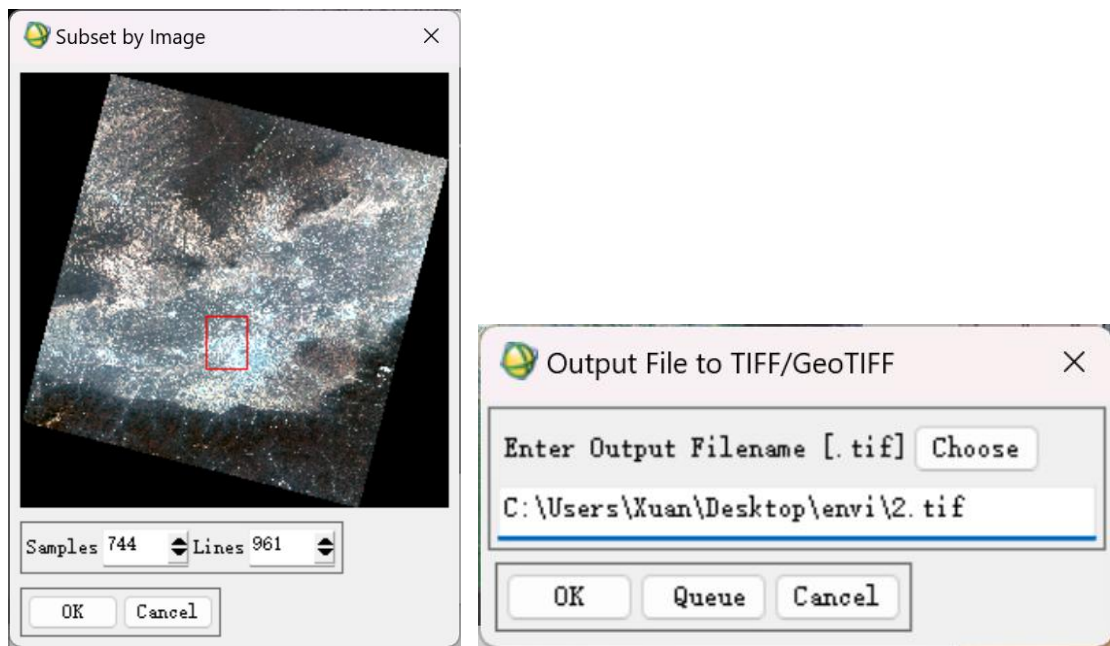 Subset by Image
Samples 744 Lines 961
OK Cancel
Output File to TIFF/GeoTIFF
Enter Output Filename [.tif] Choose
C:\Users\Xuan\Desktop\envi\2.tif
OK Queue Cancel